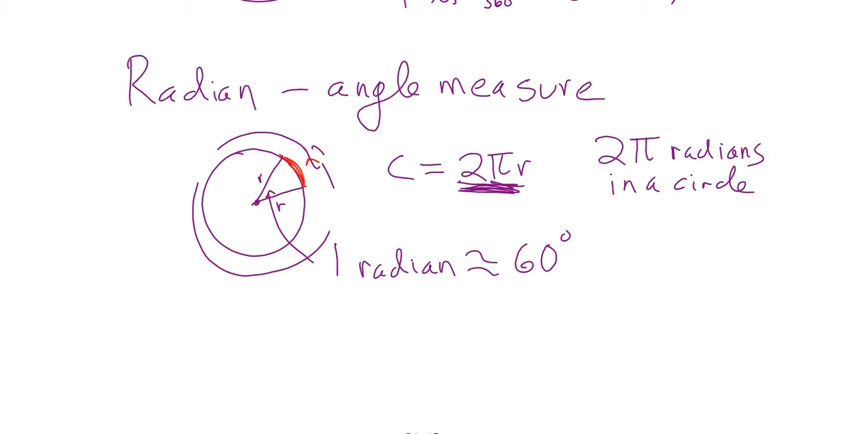 Radian – angle measure
r
r
r
C = 2πr
2π radians
in a circle
1 radian ≈ 60°